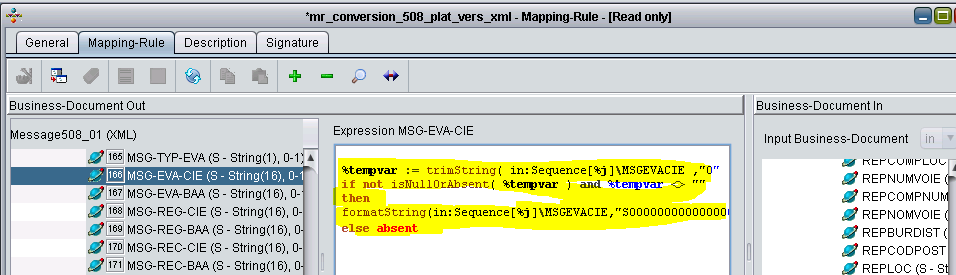 *mr_conversion_508_plat_vers_xml - Mapping-Rule - [Read only]
General Mapping-Rule Description Signature
Business-Document Out
Business-Document In
Message508_01 (XML)
165 MSG-TYP-EVA (S - String(1), 0-1)
166 MSG-EVA-CIE (S - String(16), 0-1
167 MSG-EVA-BAA (S - String(16), 0-1
168 MSG-REG-CIE (S - String(16), 0-
169 MSG-REG-BAA (S - String(16), 0-
170 MSG-REC-CIE (S - String(16), 0-
171 MSG-REC-BAA (S - String(16), 0-
Expression MSG-EVA-CIE
%tempvar := trimString( in:Sequence[%j]\MSGEVACIE ,"0"
if not isNullOrAbsent( %tempvar ) and %tempvar <> ""
then
formatString(in:Sequence[%j]\MSGEVACIE,"S00000000000000
else absent
Input Business-Document in
REPCOMPLOC
REPNUMVOIE (
REPCOMPNUM
REPNOMVOIE (
REPBURDIST (
REPCODPOST
REPLOC (S - St